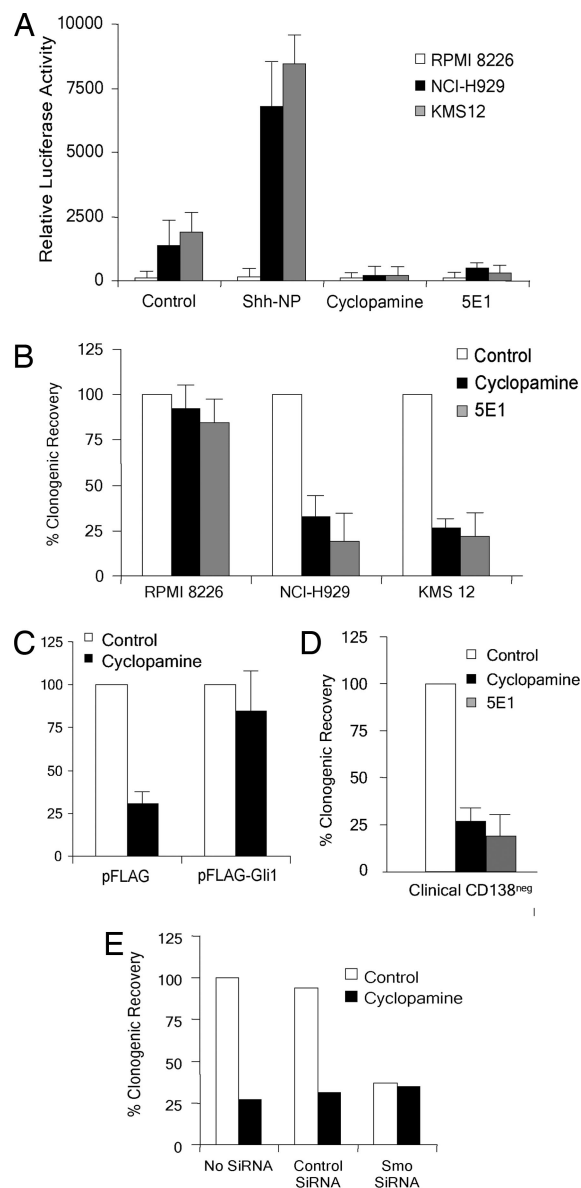 A
Relative Luciferase Activity
10000
7500
5000
2500
0
RPMI 8226
NCI-H929
KMS12
Control
Shh-NP
Cyclopamine
5E1
B
% Clonogenic Recovery
125
100
75
50
25
0
Control
Cyclopamine
5E1
RPMI 8226
NCI-H929
KMS 12
C
Control
Cyclopamine
125
100
75
50
25
0
pFLAG
pFLAG-Gli1
D
% Clonogenic Recovery
125
100
75
50
25
0
Control
Cyclopamine
5E1
Clinical CD138neg
E
% Clonogenic Recovery
125
100
75
50
25
0
Control
Cyclopamine
No SiRNA
Control
SiRNA
Smo
SiRNA